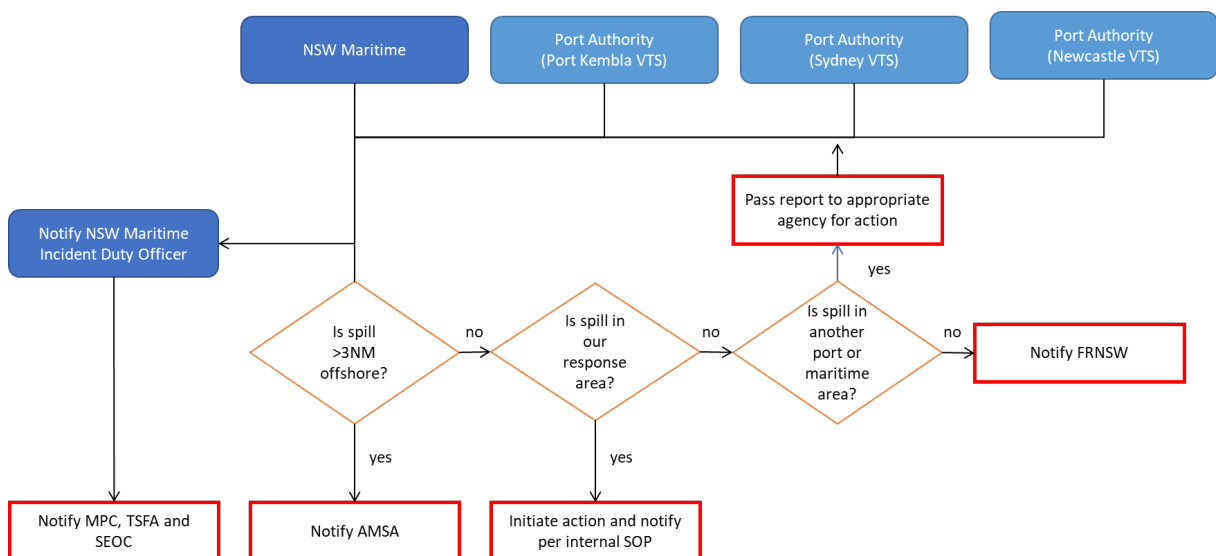 NSW Maritime
Port Authority
(Port Kembla VTS)
Port Authority
(Sydney VTS)
Port Authority
(Newcastle VTS)
Pass report to appropriate
agency for action
Notify NSW Maritime
Incident Duty Officer
yes
Is spill
>3NM
offshore?
no
Is spill in
our
response
area?
no
Is spill in
another
port or
maritime
area?
no
Notify FRNSW
yes
yes
Notify MPC, TSFA and
SEOC
Notify AMSA
Initiate action and notify
per internal SOP